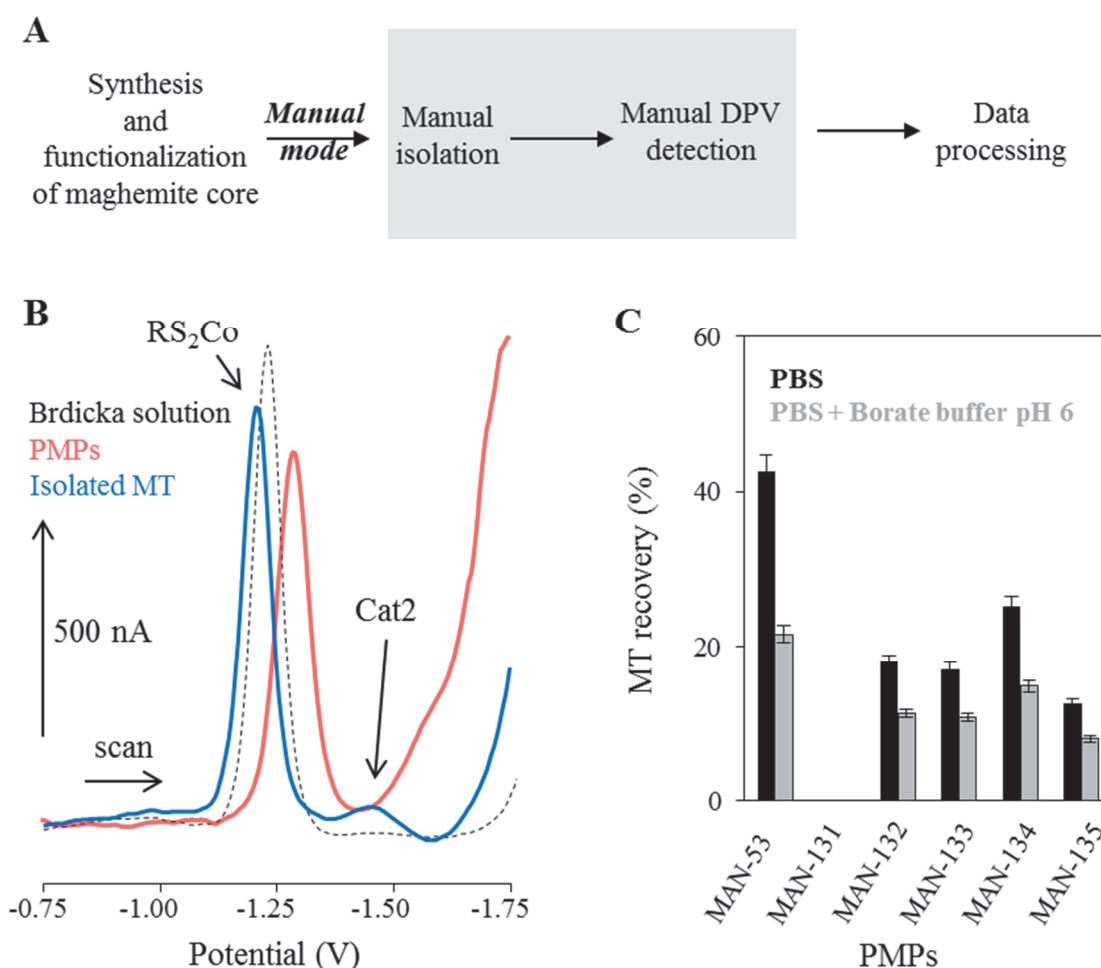 A
Synthesis
and
functionalization
of maghemite core
Manual
mode
Manual
isolation
Manual DPV
detection
Data
processing
B
RS₂Co
Brdicka solution
PMPs
Isolated MT
500 nA
scan
Cat2
-0.75 -1.00 -1.25 -1.50 -1.75
Potential (V)
C
60
40
20
0
MT recovery (%)
PBS
PBS + Borate buffer pH 6
MAN-53
MAN-131
MAN-132
MAN-133
MAN-134
MAN-135
PMPs